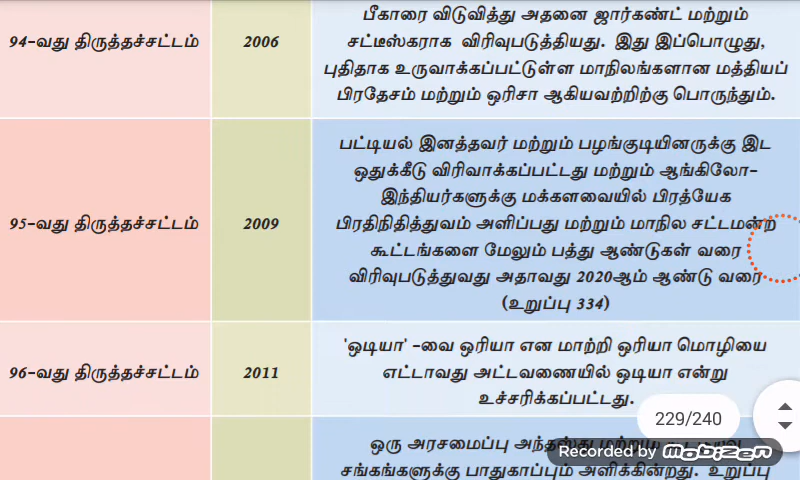 பீகாரை விடுவித்து அதனை ஜார்கண்ட் மற்றும்
94-வது திருத்தச்சட்டம் 2006 சட்டீஸ்கராக விரிவுபடுத்தியது. இது இப்பொழுது,
புதிதாக உருவாக்கப்பட்டுள்ள மாநிலங்களான மத்தியப்
பிரதேசம் மற்றும் ஒரிசா ஆகியவற்றிற்கு பொருந்தும்.
பட்டியல் இனத்தவர் மற்றும் பழங்குடியினருக்கு இட
ஒதுக்கீடு விரிவாக்கப்பட்டது மற்றும் ஆங்கிலோ-
இந்தியர்களுக்கு மக்களவையில் பிரத்யேக
95-வது திருத்தச்சட்டம் 2009 பிரதிநிதித்துவம் அளிப்பது மற்றும் மாநில சட்டமன்ற
கூட்டங்களை மேலும் பத்து ஆண்டுகள் வரை
விரிவுபடுத்துவது அதாவது 2020ஆம் ஆண்டு வரை
(உறுப்பு 334)
'ஒடியா' -வை ஒரியா என மாற்றி ஒரியா மொழியை
96-வது திருத்தச்சட்டம் 2011 எட்டாவது அட்டவணையில் ஒடியா என்று
உச்சரிக்கப்பட்டது.
229/240
ஒரு அரசமைப்பு அந்தஸ்து மற்றும்
Recorded by mobizen
சங்கங்களுக்கு பாதுகாப்பும் அளிக்கின்றது. உறுப்பு